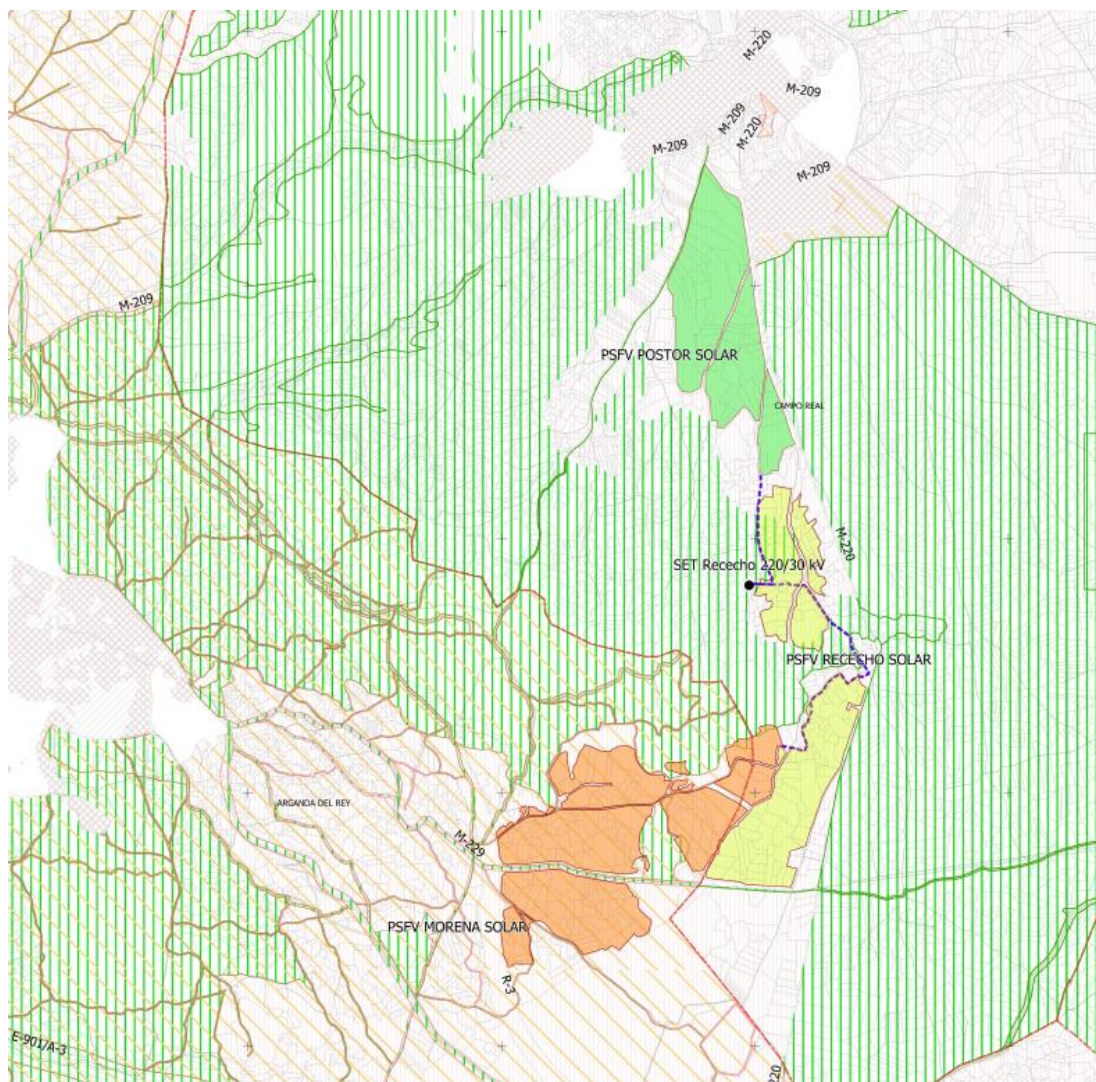 M-220
M-209
M-209
M-220
M-209
M-209
M-209
PSFV POSTOR SOLAR
CAMPO REAL
M-220
SET Rececho 220/30 kV
PSFV RECECHO SOLAR
ARGANDA DEL REY
M-229
PSFV MORENA SOLAR
R-3
E-901/A-3
220